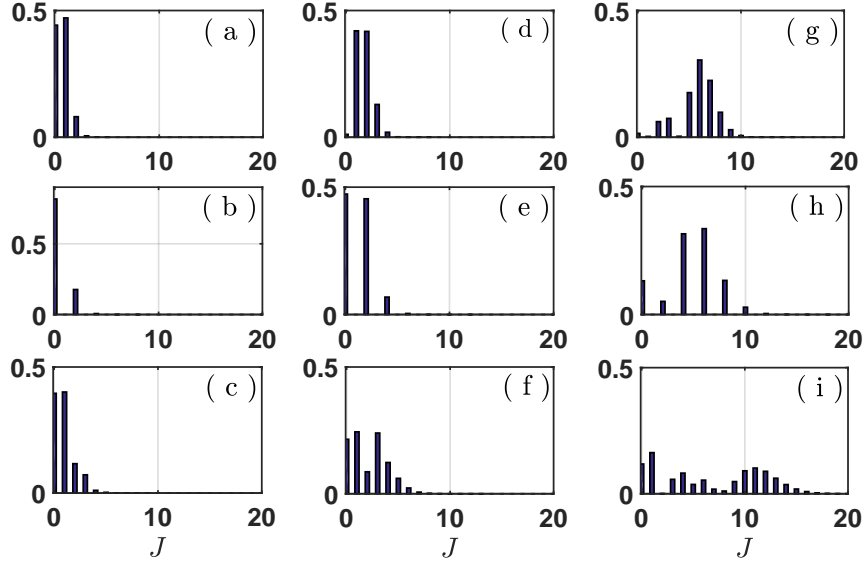 0.5 ( a ) 0.5 ( d ) 0.5 ( g )
0 0 0
0 10 20 0 10 20 0 10 20
( b ) 0.5 ( e ) 0.5 ( h )
0.5
0 0 0
0 10 20 0 10 20 0 10 20
0.5 ( c ) 0.5 ( f ) 0.5 ( i )
0 0 0
0 10 20 0 10 20 0 10 20
J J J